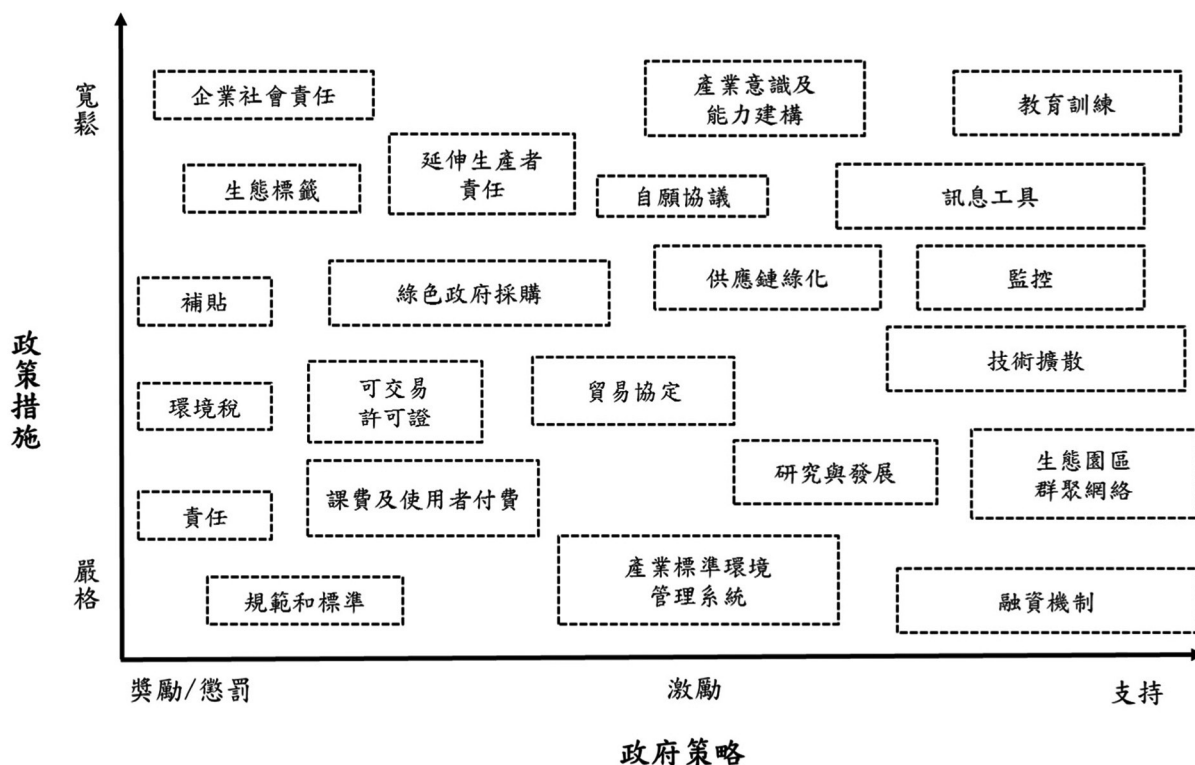 寬鬆
企業社會責任
產業意識及
能力建構
教育訓練
延伸生產者
責任
生態標籤
自願協議
訊息工具
補貼
綠色政府採購
供應鏈綠化
監控
政策措施
技術擴散
環境稅
可交易
許可證
貿易協定
研究與發展
生態園區
群聚網絡
責任
課費及使用者付費
嚴格
規範和標準
產業標準環境
管理系統
融資機制
獎勵/懲罰
激勵
支持
政府策略